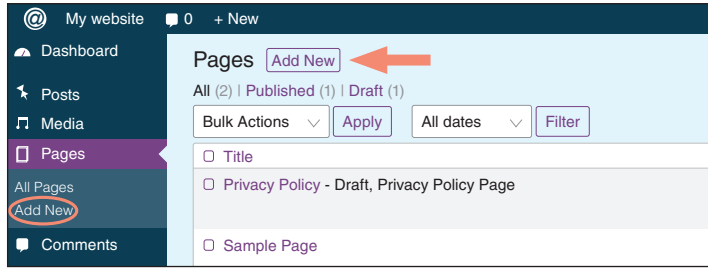 @ My website 0 + New
Dashboard
Posts
Media
Pages
All Pages
Add New
Comments
Pages Add New
All (2) | Published (1) | Draft (1)
Bulk Actions Apply All dates Filter
Title
Privacy Policy - Draft, Privacy Policy Page
Sample Page